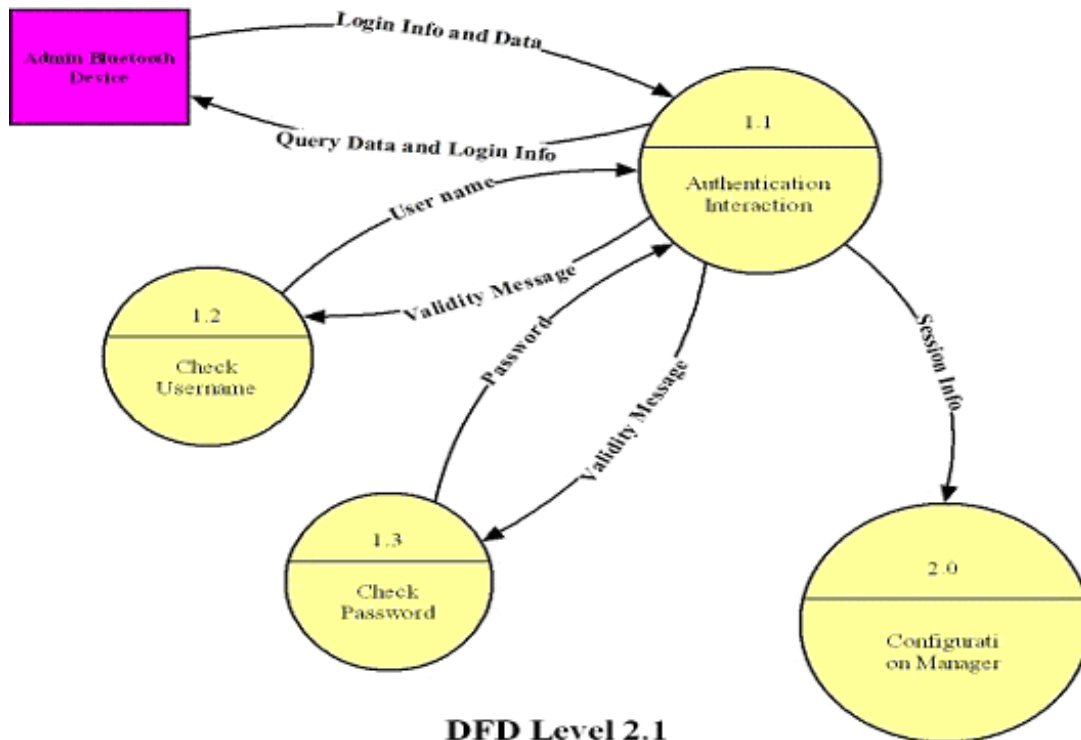 Login Info and Data
Admin Bluetooth
Device
Query Data and Login Info
1.1
Authentication
Interaction
User name
Validity Message
1.2
Check
Username
Password
Validity Message
Session Info
1.3
Check
Password
2.0
Configurati
on Manager
DFD Level 2.1